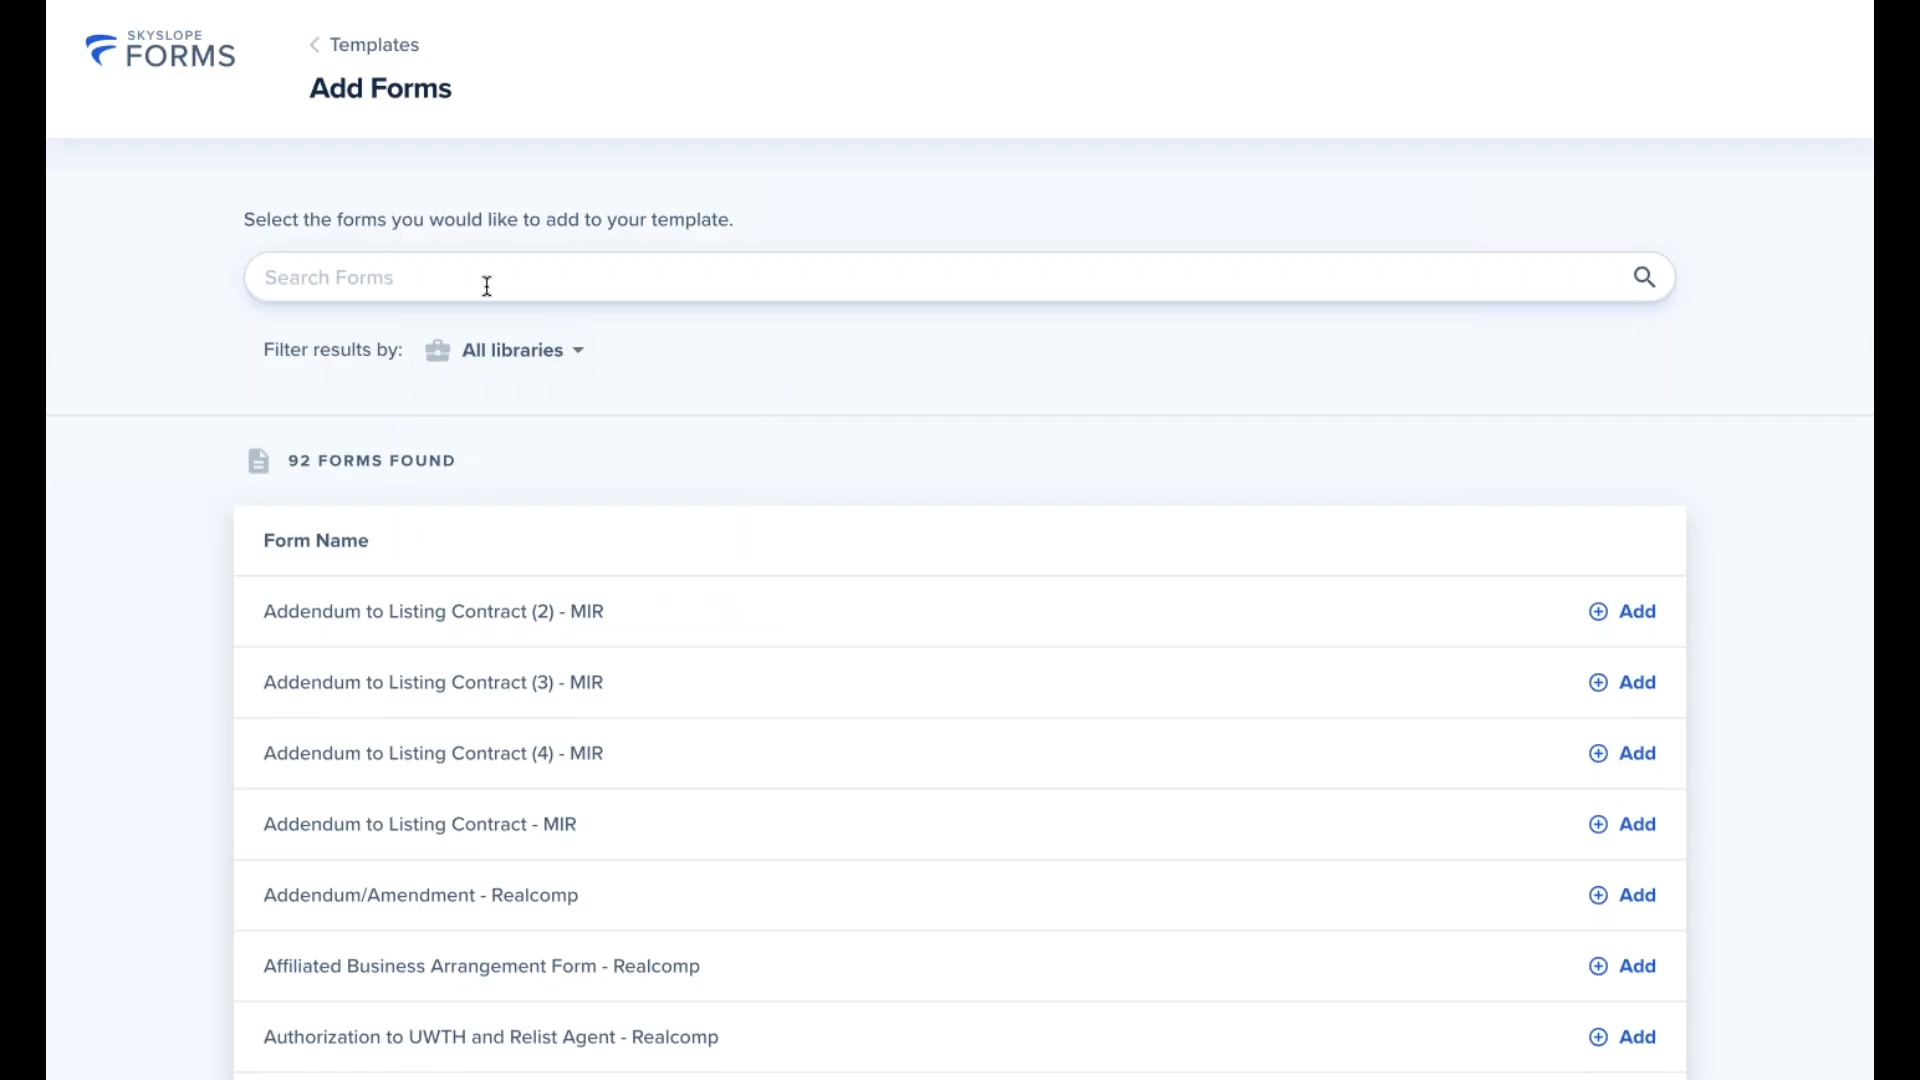 SKYSLOPE
FORMS
Templates
Add Forms
Select the forms you would like to add to your template.
Search Forms
Filter results by: All libraries
92 FORMS FOUND
Form Name
Addendum to Listing Contract (2) - MIR Add
Addendum to Listing Contract (3) - MIR Add
Addendum to Listing Contract (4) - MIR Add
Addendum to Listing Contract - MIR Add
Addendum/Amendment - Realcomp Add
Affiliated Business Arrangement Form - Realcomp Add
Authorization to UWTH and Relist Agent - Realcomp Add